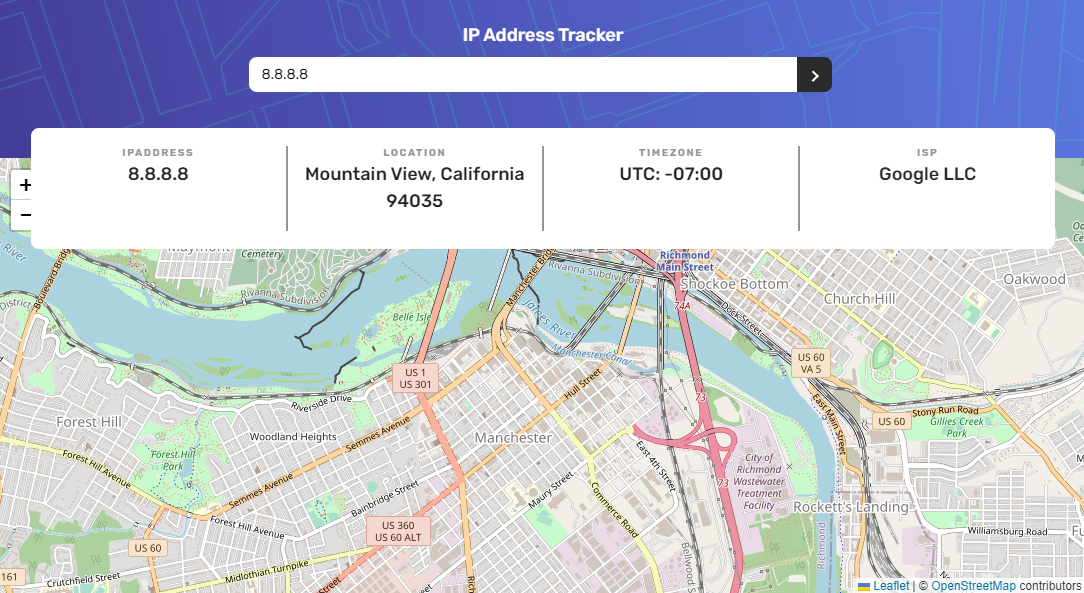 IP Address Tracker
8.8.8.8
IPADDRESS
8.8.8.8
LOCATION
Mountain View, California
94035
TIMEZONE
UTC: -07:00
ISP
Google LLC
+
−
Cemetery
Rivanna Subdivision
Boulevard Bridge
District
Belle Isle
Manchester Bridge
Rivanna Subdivision
Richmond
Main Street
Shockoe Bottom
Church Hill
Oakwood
74A
Dock Street
James River
Manchester Canal
US 1
US 301
US 60
VA 5
Riverside Drive
Hull Street
73
East Main Street
Stony Run Road
US 60
Gillies Creek
Park
Forest Hill
Woodland Heights
Semmes Avenue
Manchester
Forest Hill
Park
Forest Hill Avenue
East 4th Street
City of
Richmond
Wastewater
Treatment
Facility
73
Semmes Avenue
Bainbridge Street
Maury Street
Commerce Road
Rockett's Landing
Forest Hill Avenue
US 360
US 60 ALT
US 60
Williamsburg Road
Richmond
Midlothian Turnpike
161
Crutchfield Street
Leaflet | © OpenStreetMap contributors